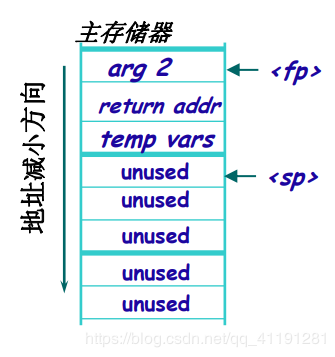 主存储器
arg 2
<fp>
return addr
temp vars
unused
<sp>
unused
unused
unused
unused
地址减小方向
https://blog.csdn.net/qq_41191281